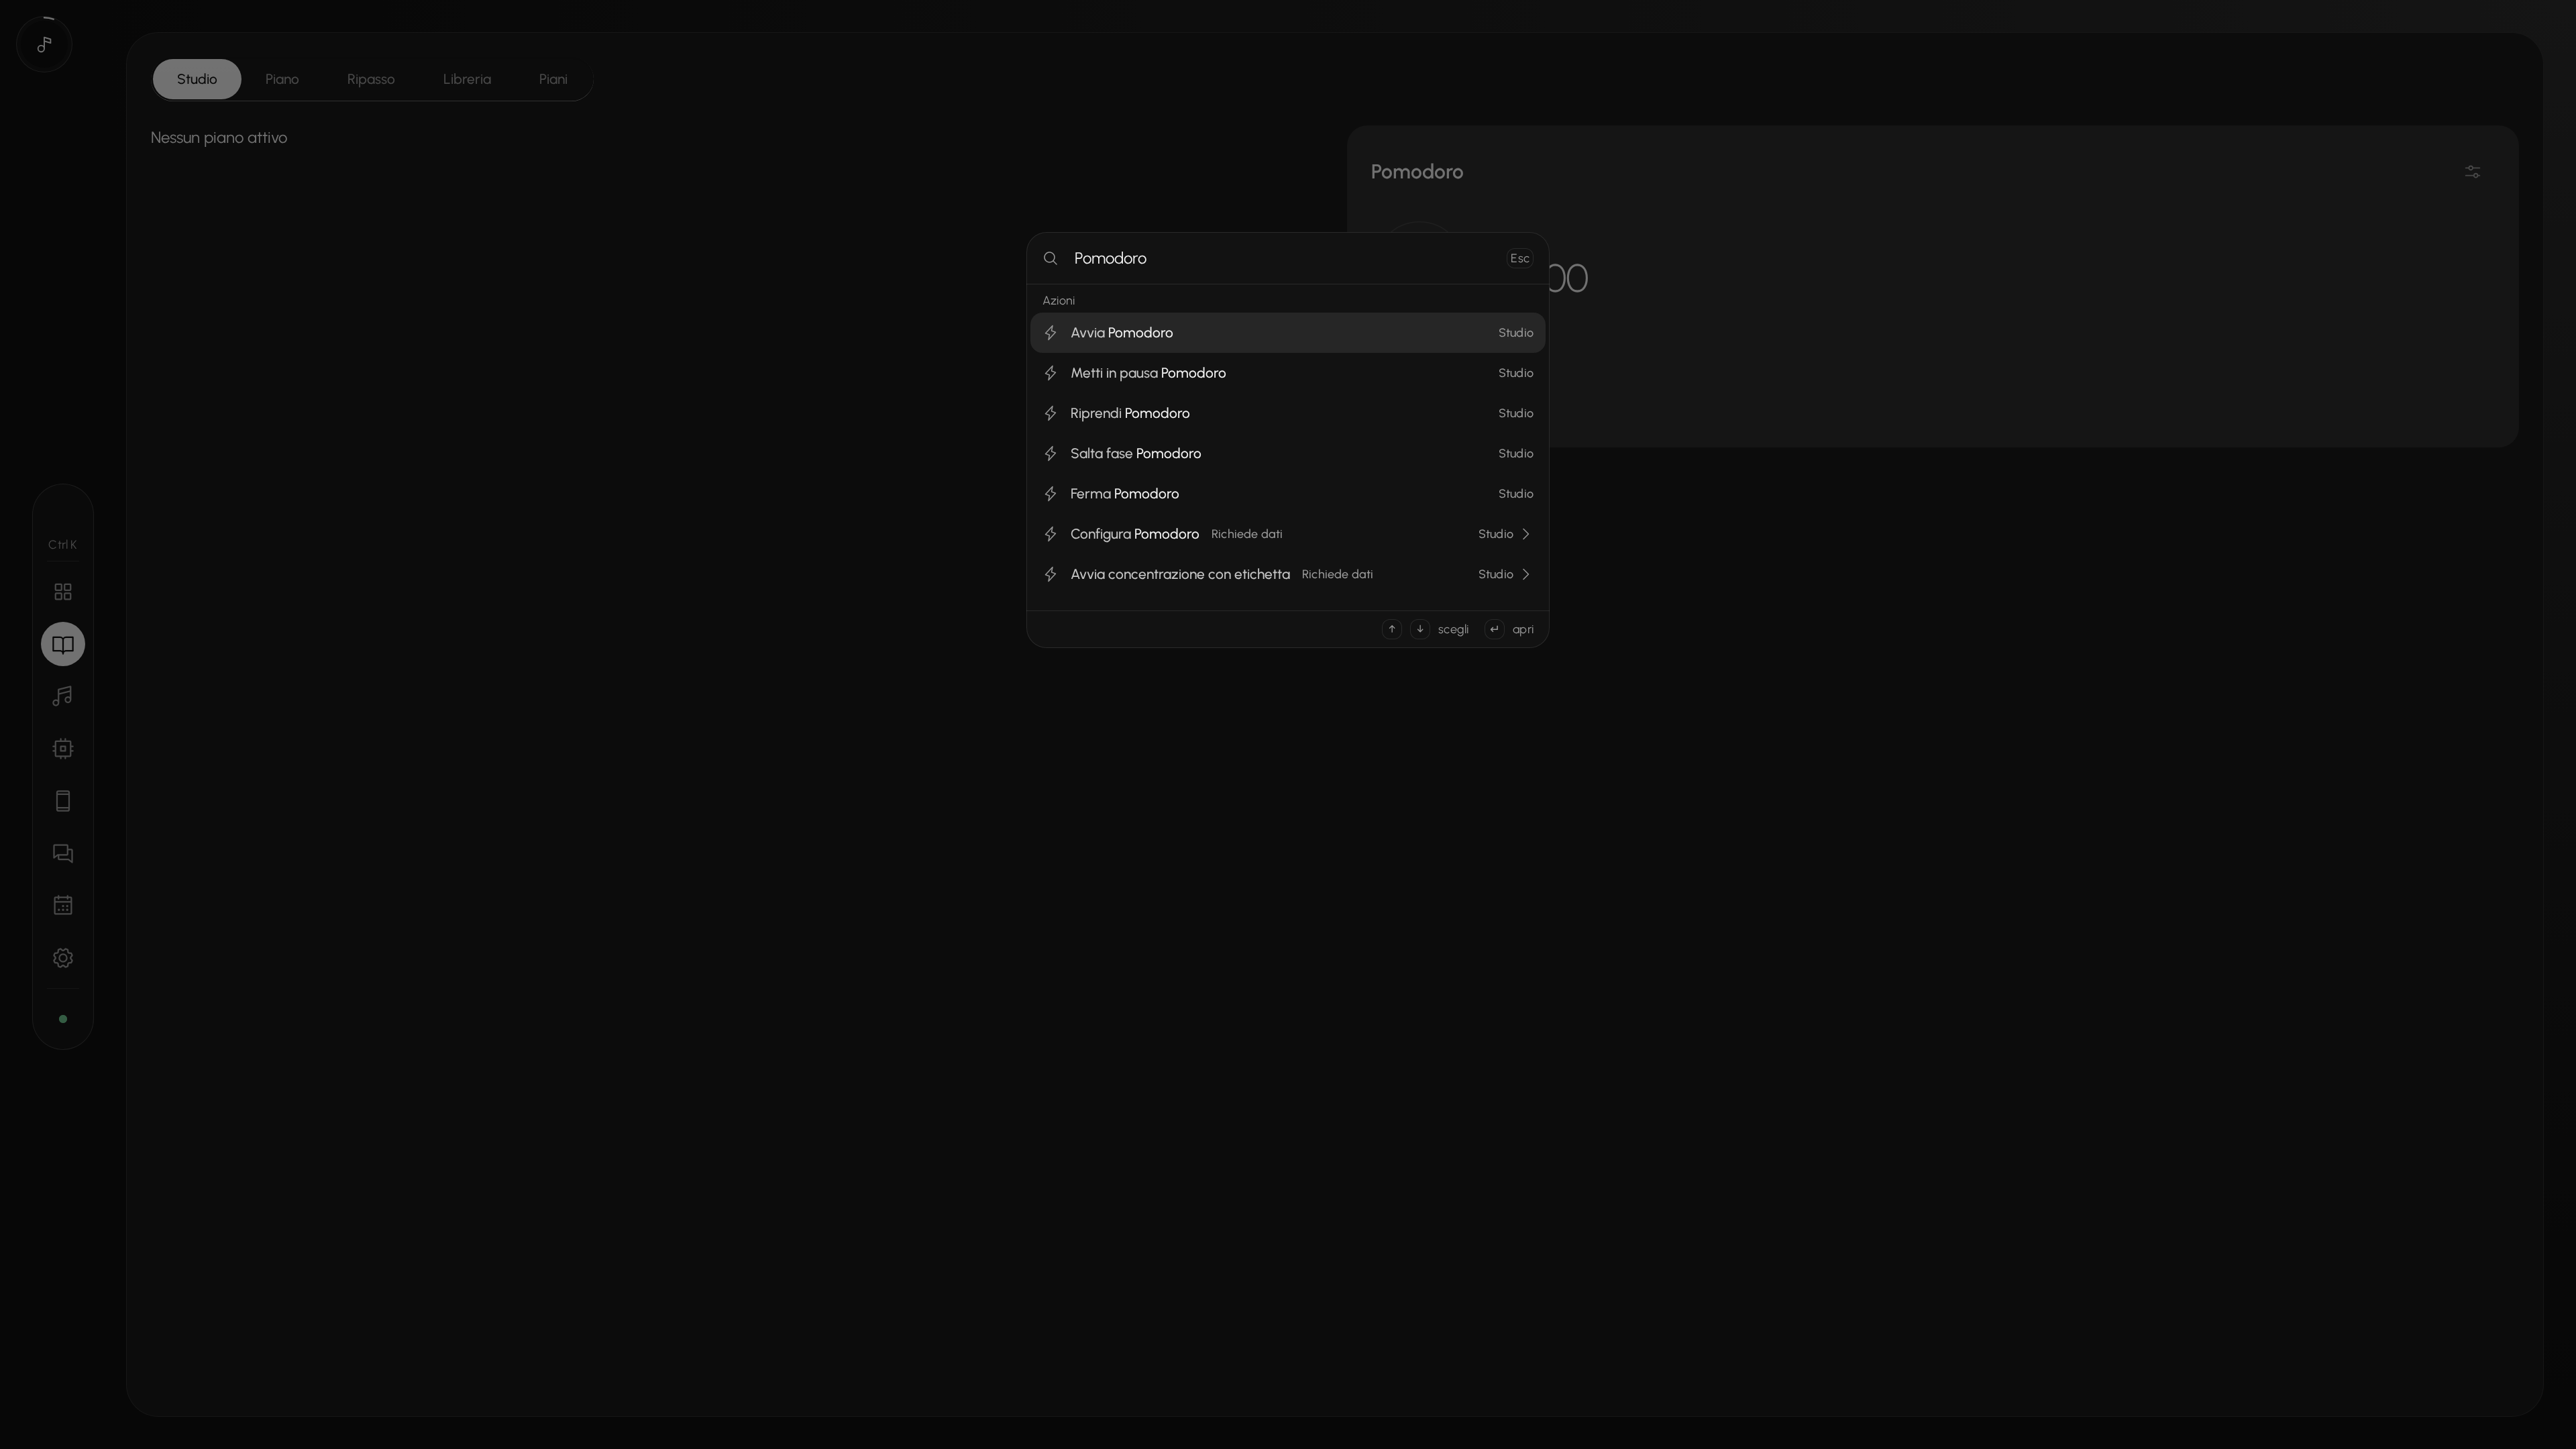 Studio Piano Ripasso Libreria Piani
Nessun piano attivo
Pomodoro
00
Pomodoro Esc
Azioni
Avvia Pomodoro Studio
Metti in pausa Pomodoro Studio
Riprendi Pomodoro Studio
Salta fase Pomodoro Studio
Ferma Pomodoro Studio
Configura Pomodoro Richiede dati Studio
Avvia concentrazione con etichetta Richiede dati Studio
↑ ↓ scegli ↵ apri
Ctrl K